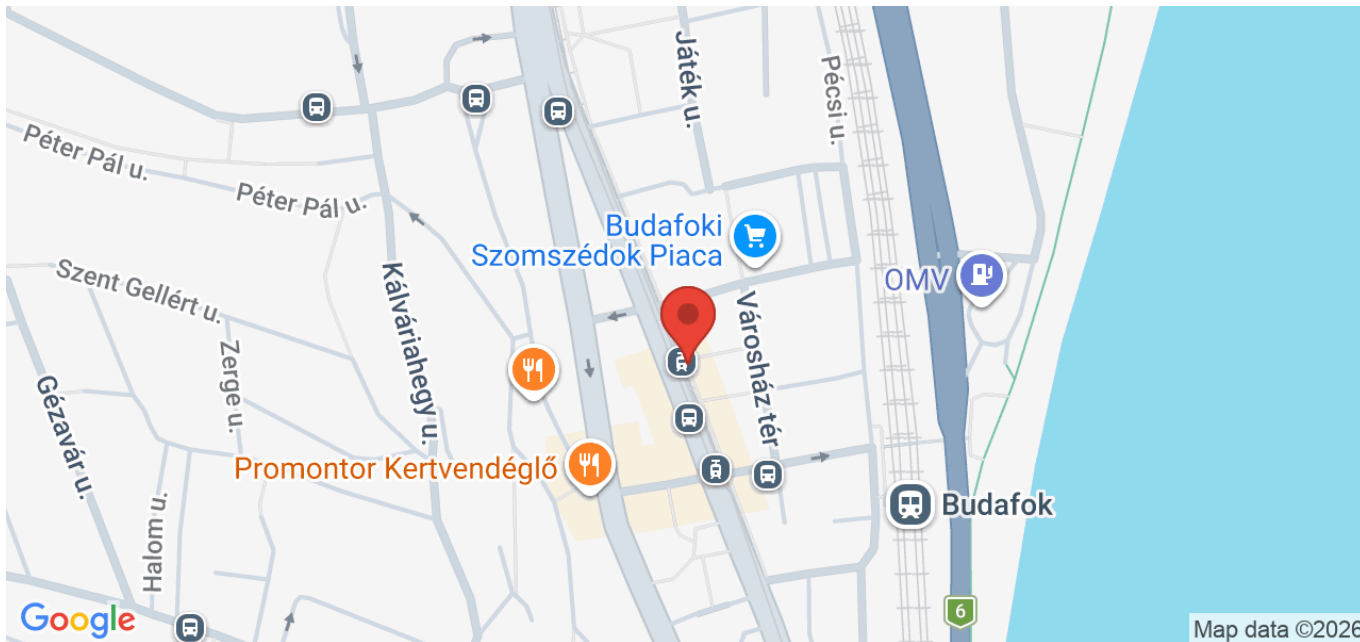 Játék u.
Pécsi u.
Péter Pál u.
Péter Pál u.
Budafoki
Szomszédok Piaca
OMV
Szent Gellért u.
Kálváriahegy u.
Városház tér
Zerge u.
Gézavár u.
Promontor Kertvendéglő
Halom u.
Budafok
6
Google
Map data ©2026